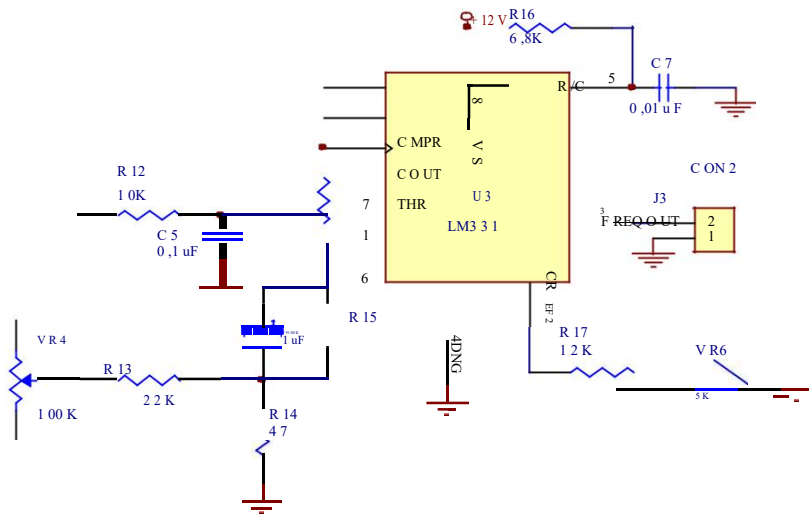 + 12 V
R16
6 ,8K
C 7
0 ,01 u F
5
R /C
8
V S
C MPR
C O UT
THR
U 3
LM3 3 1
7
1
6
R 12
1 0K
C 5
0 ,1 uF
C ON 2
J3
3
F REQ O UT
2
1
CR
EF 2
R 15
1 uF
V R 4
1 00 K
R 13
2 2 K
R 14
4 7
4DNG
R 17
1 2 K
V R6
5 K